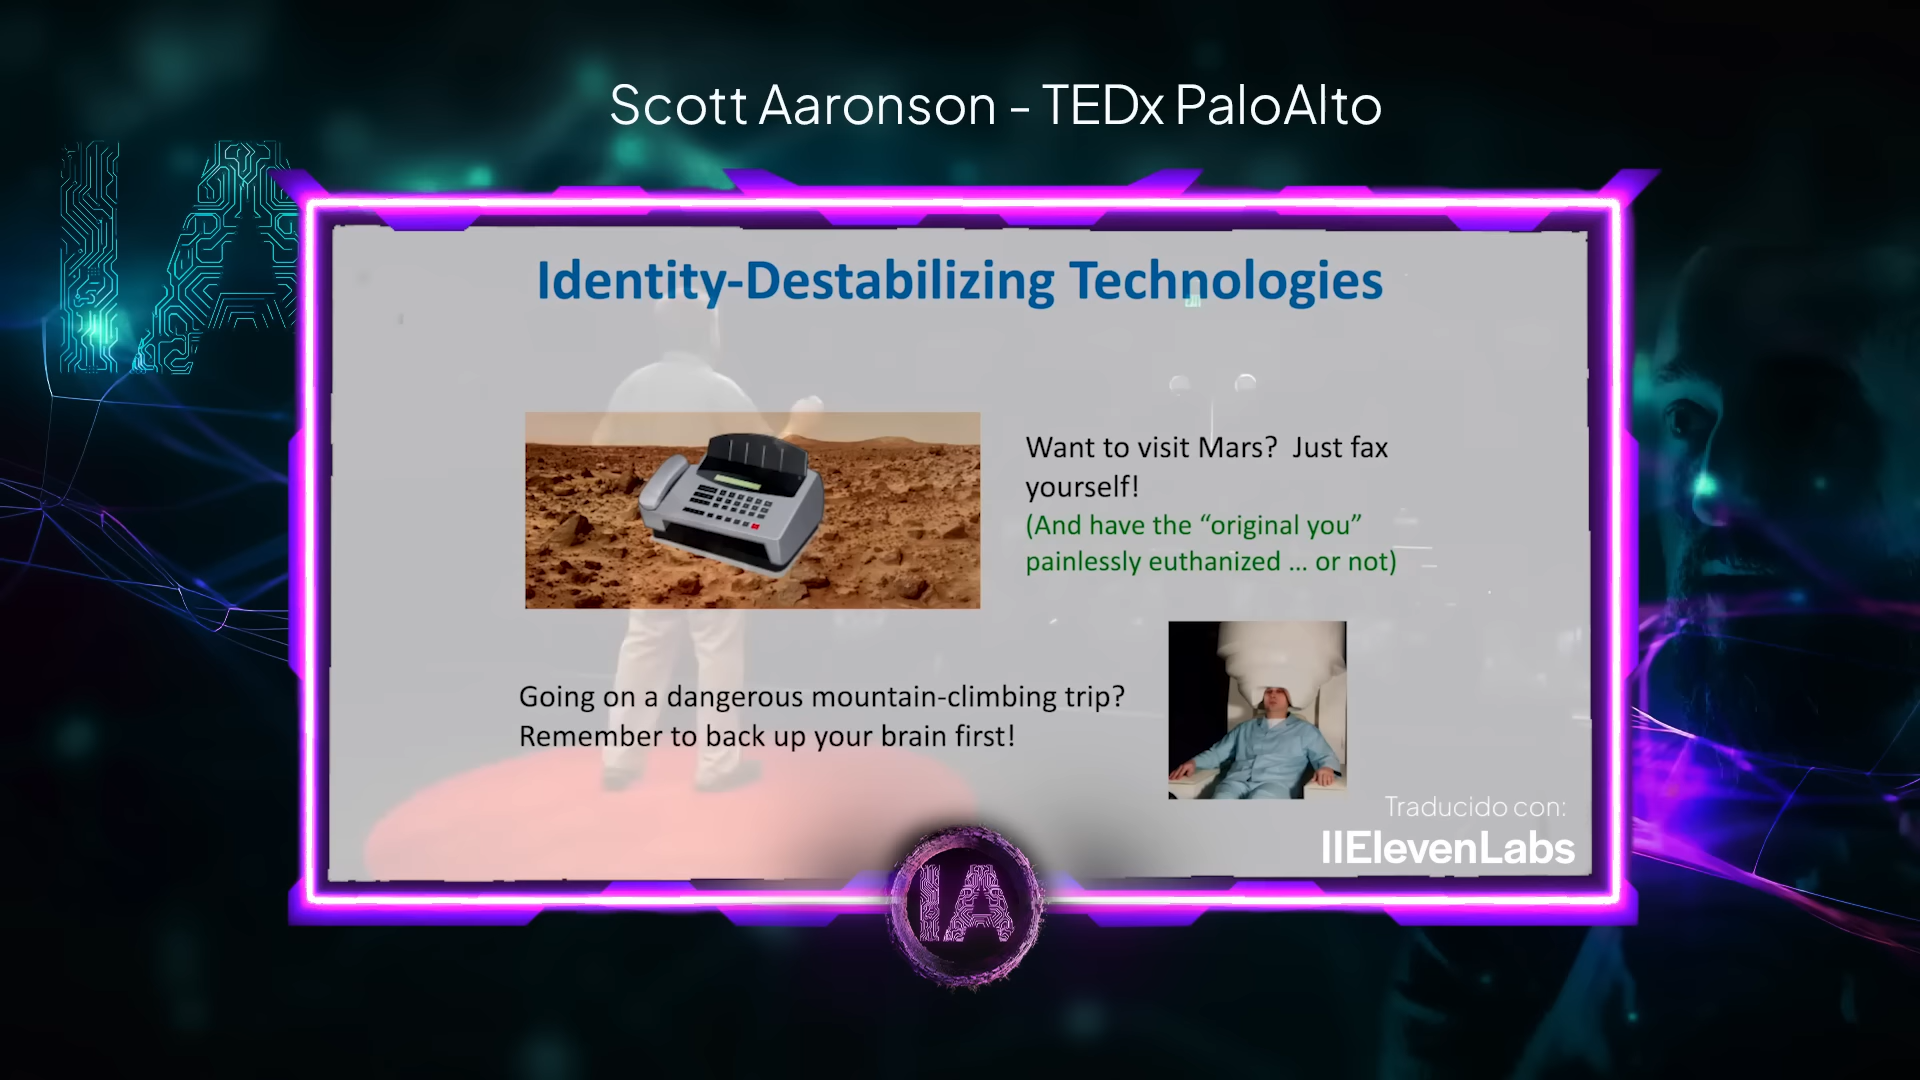 Scott Aaronson - TEDx PaloAlto
IA
Identity-Destabilizing Technologies
Want to visit Mars?  Just fax
yourself!
(And have the “original you”
painlessly euthanized ... or not)
Going on a dangerous mountain-climbing trip?
Remember to back up your brain first!
Traducido con:
IIElevenLabs
IA